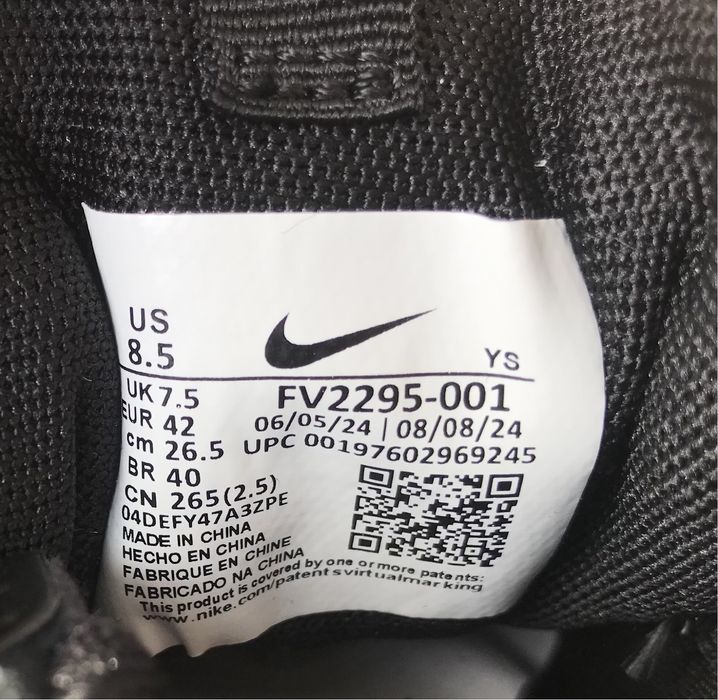 US
8.5
YS
UK 7.5
FV2295-001
EUR 42
06/05/24 | 08/08/24
cm 26.5
UPC 00197602969245
BR 40
CN 265(2.5)
04DEFY47A3ZPE
MADE IN CHINA
HECHO EN CHINA
FABRIQUE EN CHINE
FABRICADO NA CHINA
This product is covered by one or more patents:
www.nike.com/patentsvirtualmarking